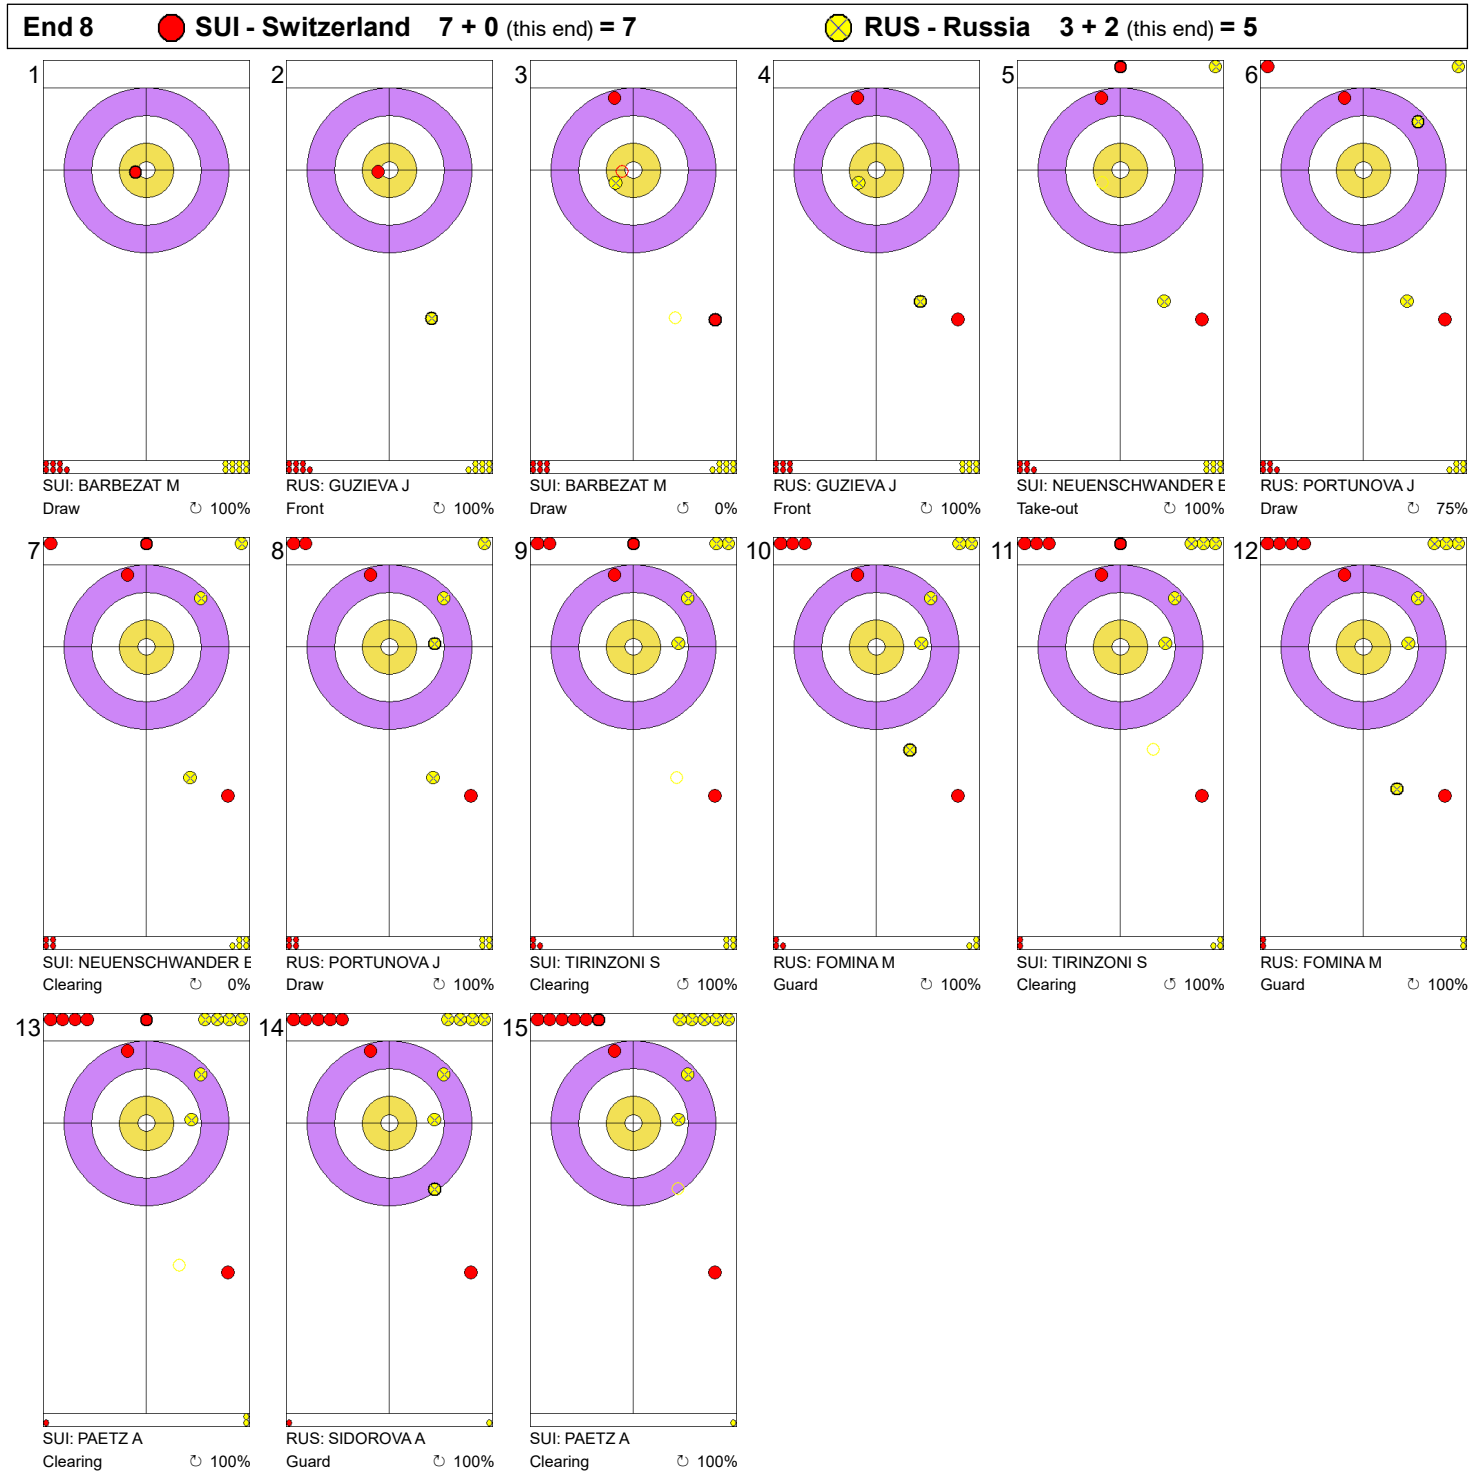 End 8 SUI - Switzerland 7 + 0 (this end) = 7 RUS - Russia 3 + 2 (this end) = 5
1 2 3 4 5 6
SUI: BARBEZAT M RUS: GUZIEVA J SUI: BARBEZAT M RUS: GUZIEVA J SUI: NEUENSCHWANDER E RUS: PORTUNOVA J
Draw ↻ 100% Front ↻ 100% Draw ↺ 0% Front ↻ 100% Take-out ↻ 100% Draw ↻ 75%
7 8 9 10 11 12
SUI: NEUENSCHWANDER E RUS: PORTUNOVA J SUI: TIRINZONI S RUS: FOMINA M SUI: TIRINZONI S RUS: FOMINA M
Clearing ↻ 0% Draw ↻ 100% Clearing ↺ 100% Guard ↻ 100% Clearing ↻ 100% Guard ↻ 100%
13 14 15
SUI: PAETZ A RUS: SIDOROVA A SUI: PAETZ A
Clearing ↻ 100% Guard ↻ 100% Clearing ↻ 100%